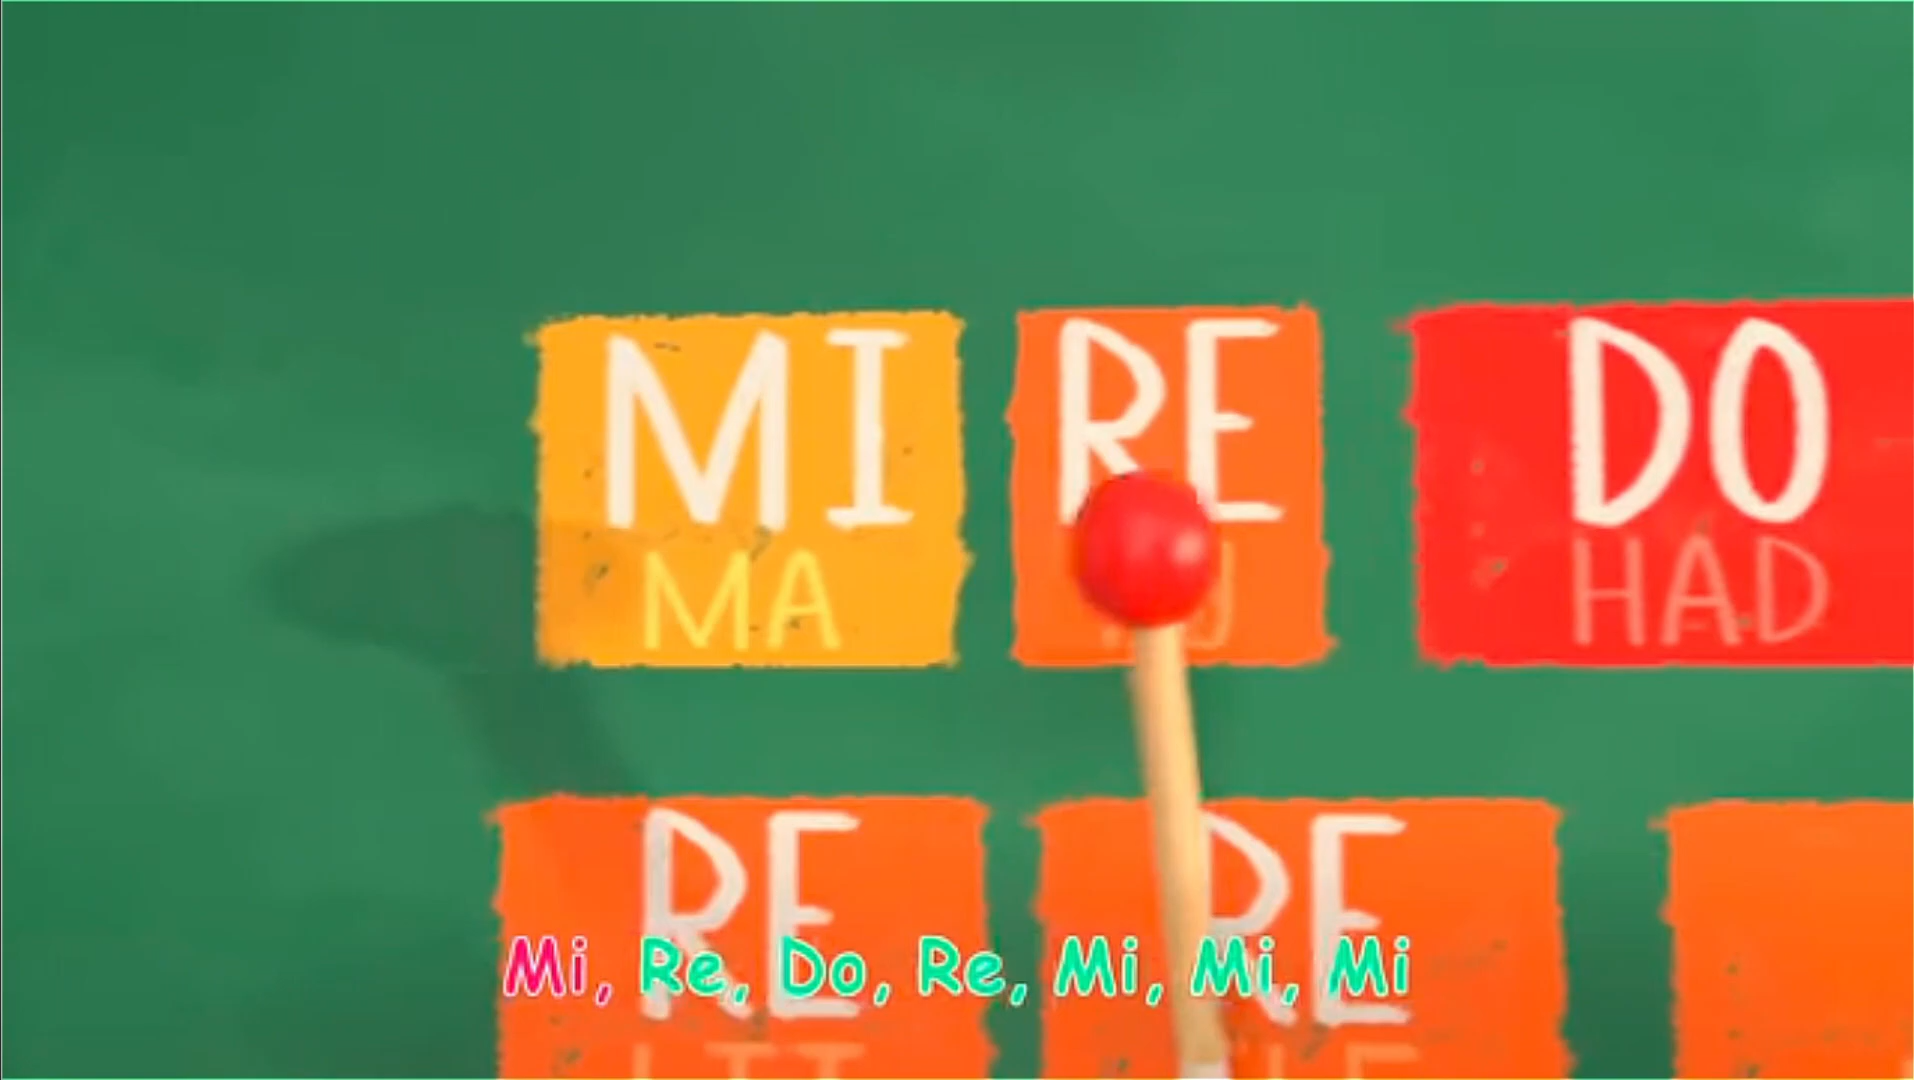 MI RE DO
MA HAD
RE RE
Mi, Re, Do, Re, Mi, Mi, Mi